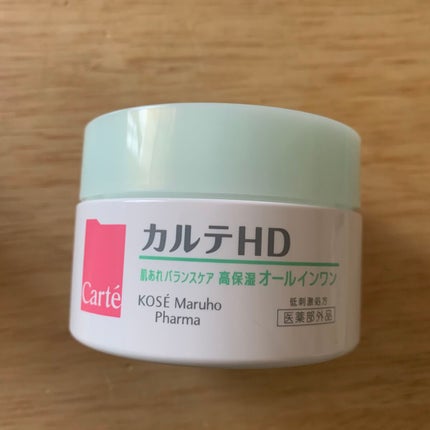 カルテHD
肌あれバランスケア 高保湿 オールインワン
Carté
KOSÉ Maruho
Pharma
低刺激処方
医薬部外品